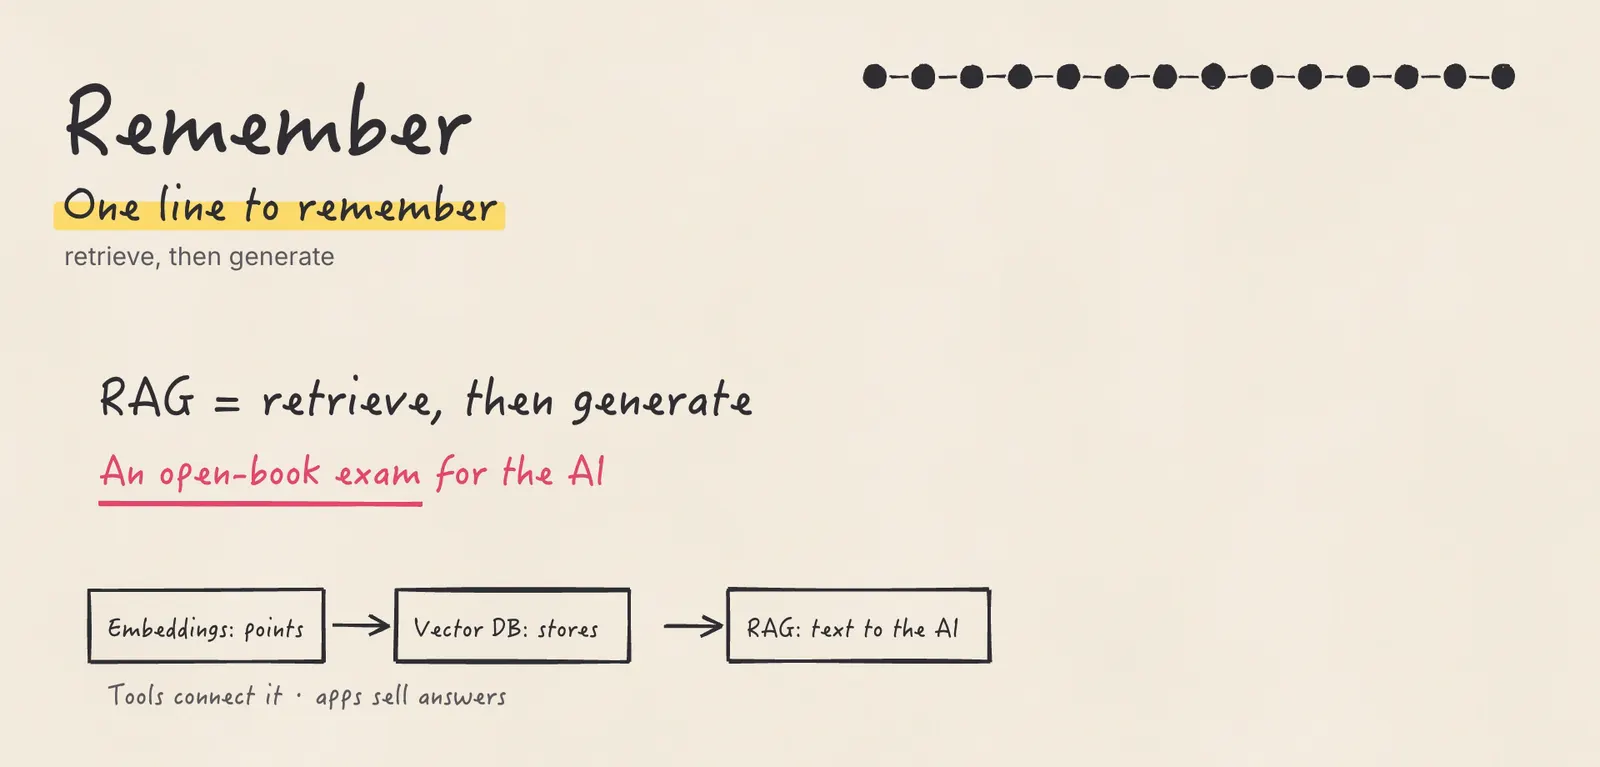 Remember
One line to remember
retrieve, then generate
RAG = retrieve, then generate
An open-book exam for the AI
Embeddings: points
Vector DB: stores
RAG: text to the AI
Tools connect it · apps sell answers